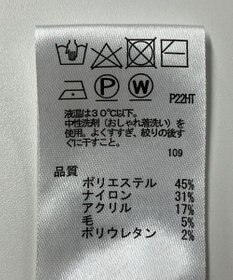 P W P22HT
液温は30℃以下。
中性洗剤(おしゃれ着洗い)を
使用。よくすすぎ、絞りの後す
ぐに干すこと。
109
品質
ポリエステル 45%
ナイロン 31%
アクリル 17%
毛 5%
ポリウレタン 2%